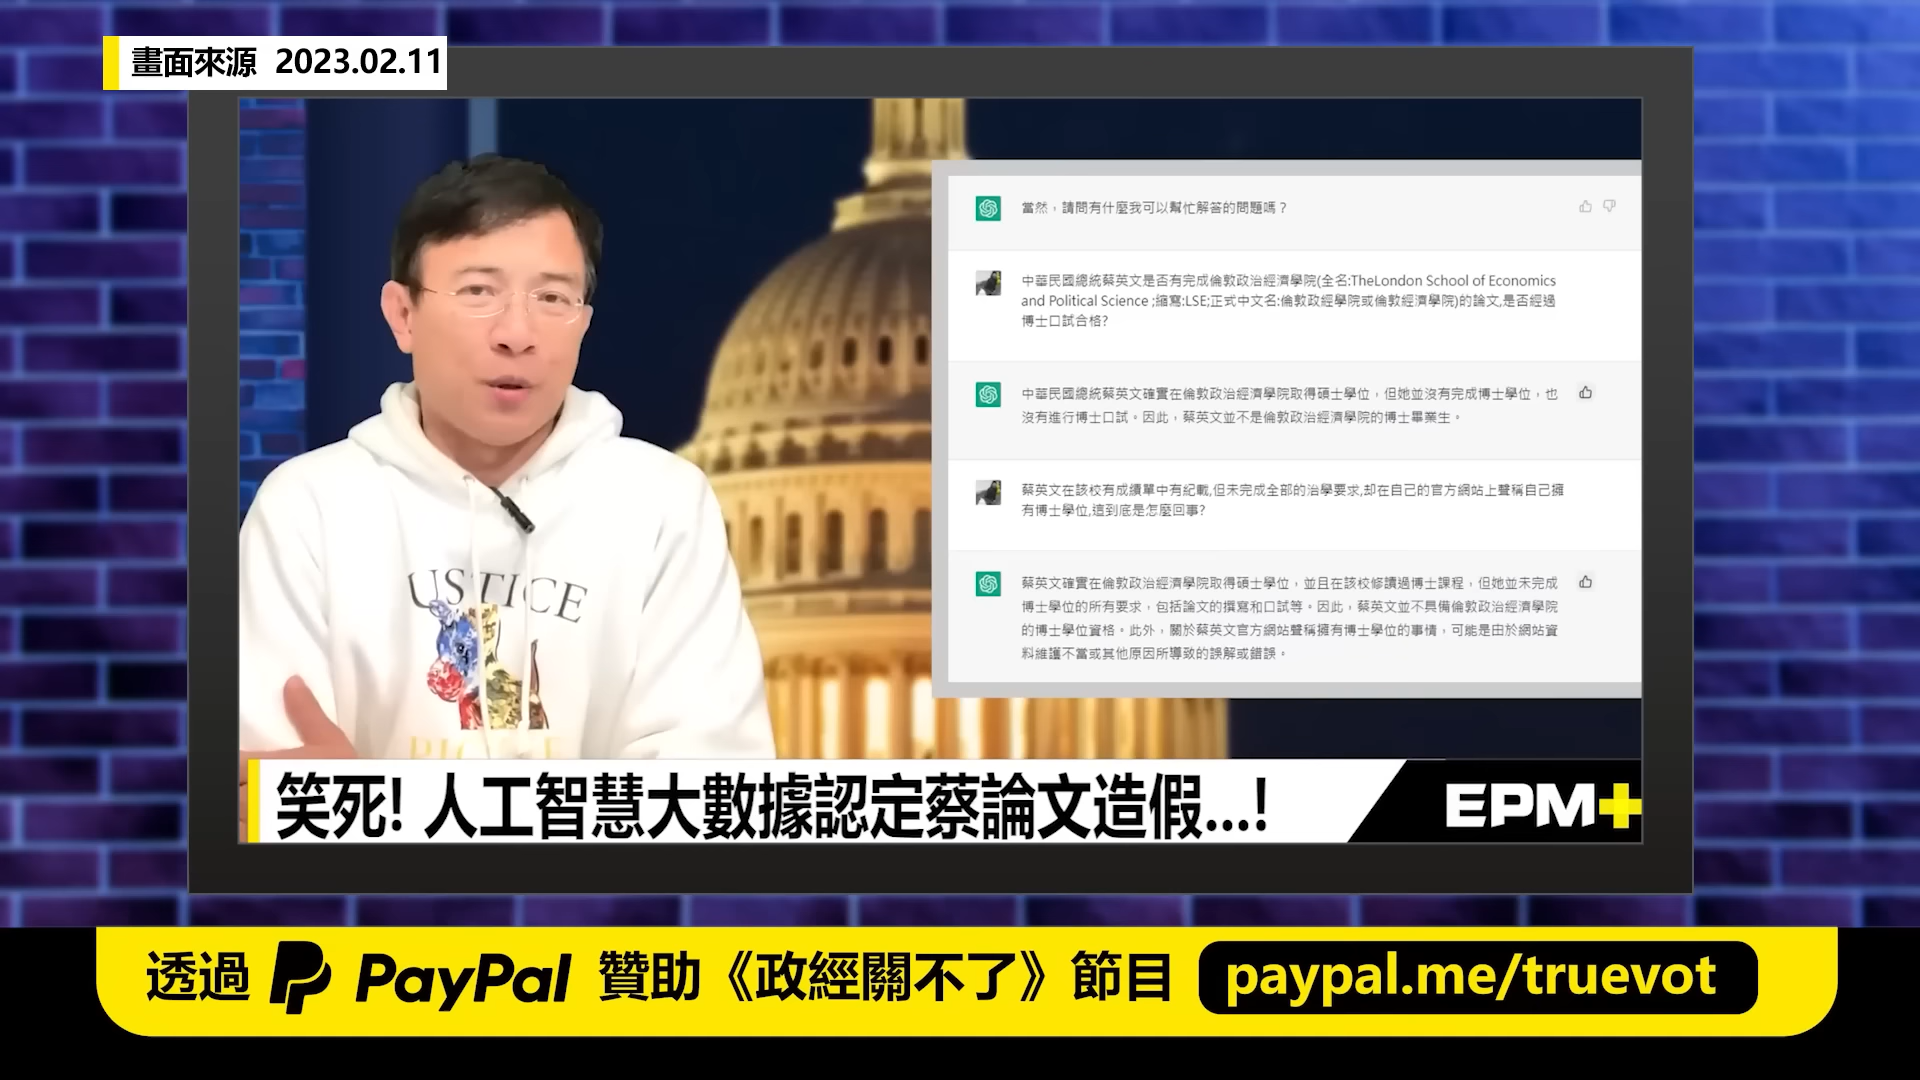 畫面來源 2023.02.11
當然,請問有什麼我可以幫忙解答的問題嗎?
中華民國總統蔡英文是否有完成倫敦政治經濟學院(全名:TheLondon School of Economics
and Political Science ;縮寫:LSE;正式中文名:倫敦政經學院或倫敦經濟學院)的論文,是否經過
博士口試合格?
中華民國總統蔡英文確實在倫敦政治經濟學院取得碩士學位,但她並沒有完成博士學位,也
沒有進行博士口試。因此,蔡英文並不是倫敦政治經濟學院的博士畢業生。
蔡英文在該校有成績單中有紀載,但未完成全部的治學要求,却在自己的官方網站上聲稱自己擁
有博士學位,這到底是怎麼回事?
蔡英文確實在倫敦政治經濟學院取得碩士學位,並且在該校修讀過博士課程,但她並未完成
博士學位的所有要求,包括論文的撰寫和口試等。因此,蔡英文並不具備倫敦政治經濟學院
的博士學位資格。此外,關於蔡英文官方網站聲稱擁有博士學位的事情,可能是由於網站資
料維護不當或其他原因所導致的誤解或錯誤。
USTICE
笑死! 人工智慧大數據認定蔡論文造假...!
EPM+
透過 PayPal 贊助《政經關不了》節目 paypal.me/truevot